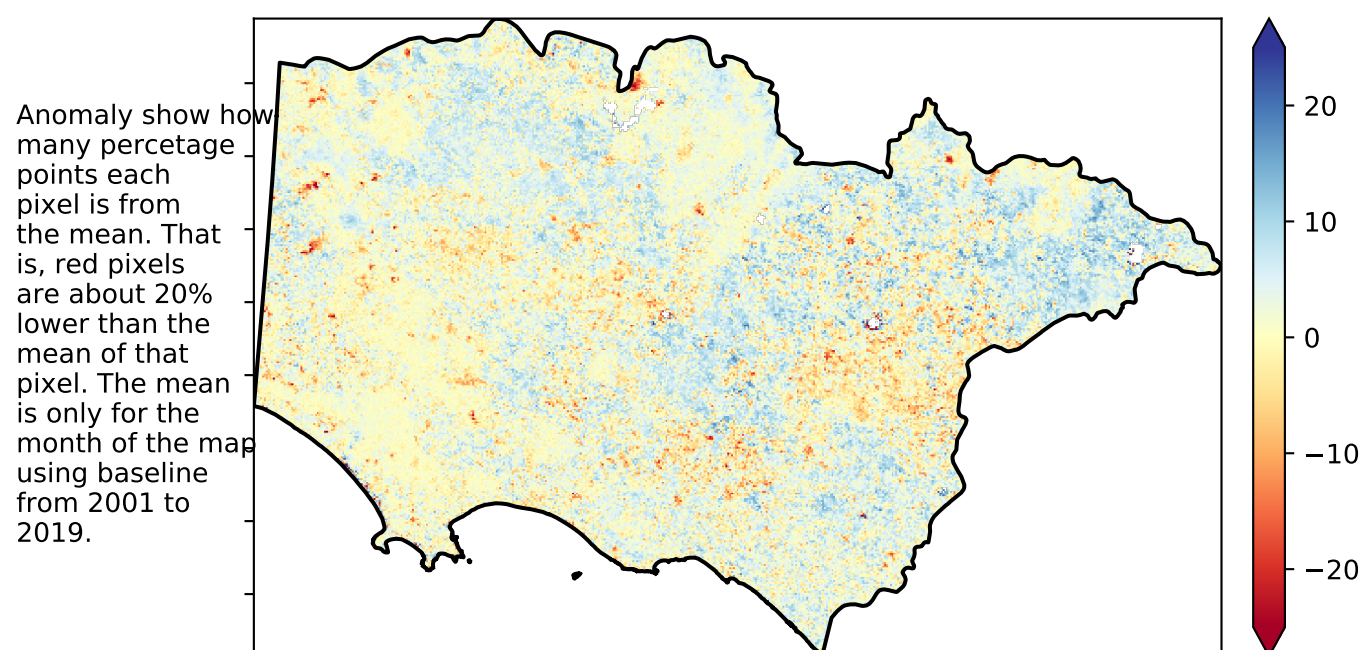 Anomaly show how
many percetage
points each
pixel is from
the mean. That
is, red pixels
are about 20%
lower than the
mean of that
pixel. The mean
is only for the
month of the map
using baseline
from 2001 to
2019.
20
10
0
−10
−20